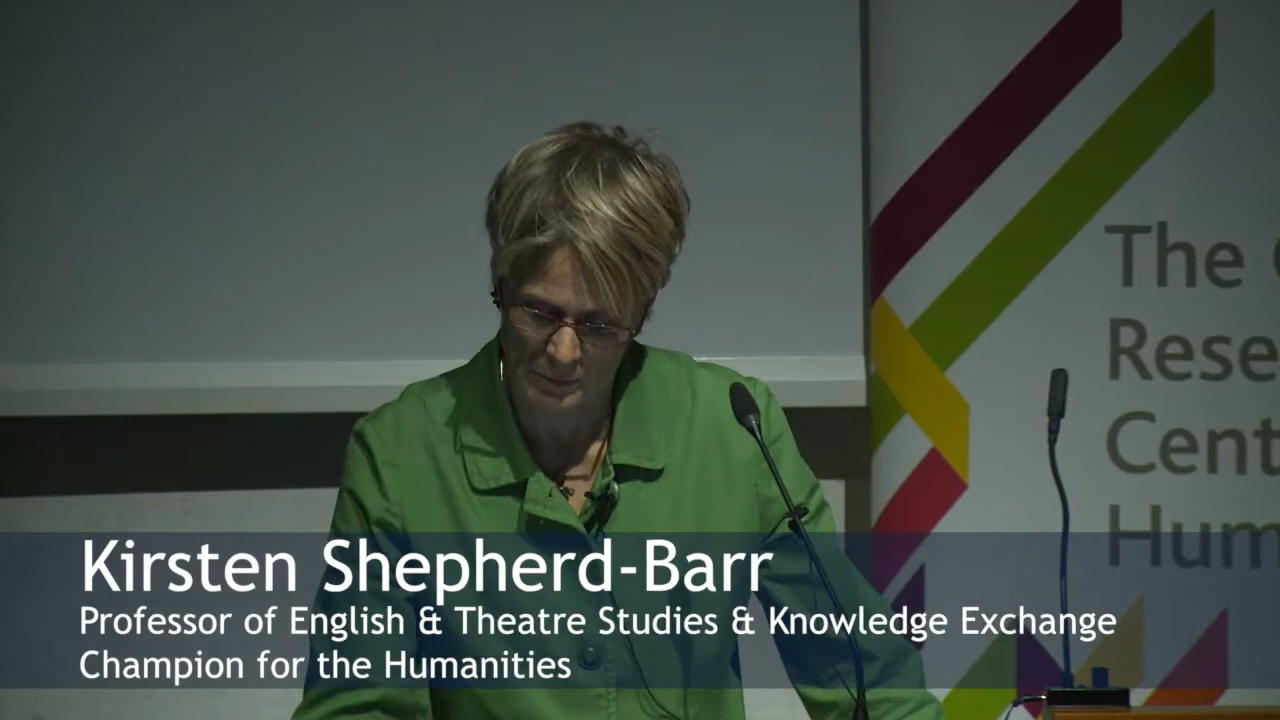 The
Rese
Cent
Hum
Kirsten Shepherd-Barr
Professor of English & Theatre Studies & Knowledge Exchange
Champion for the Humanities